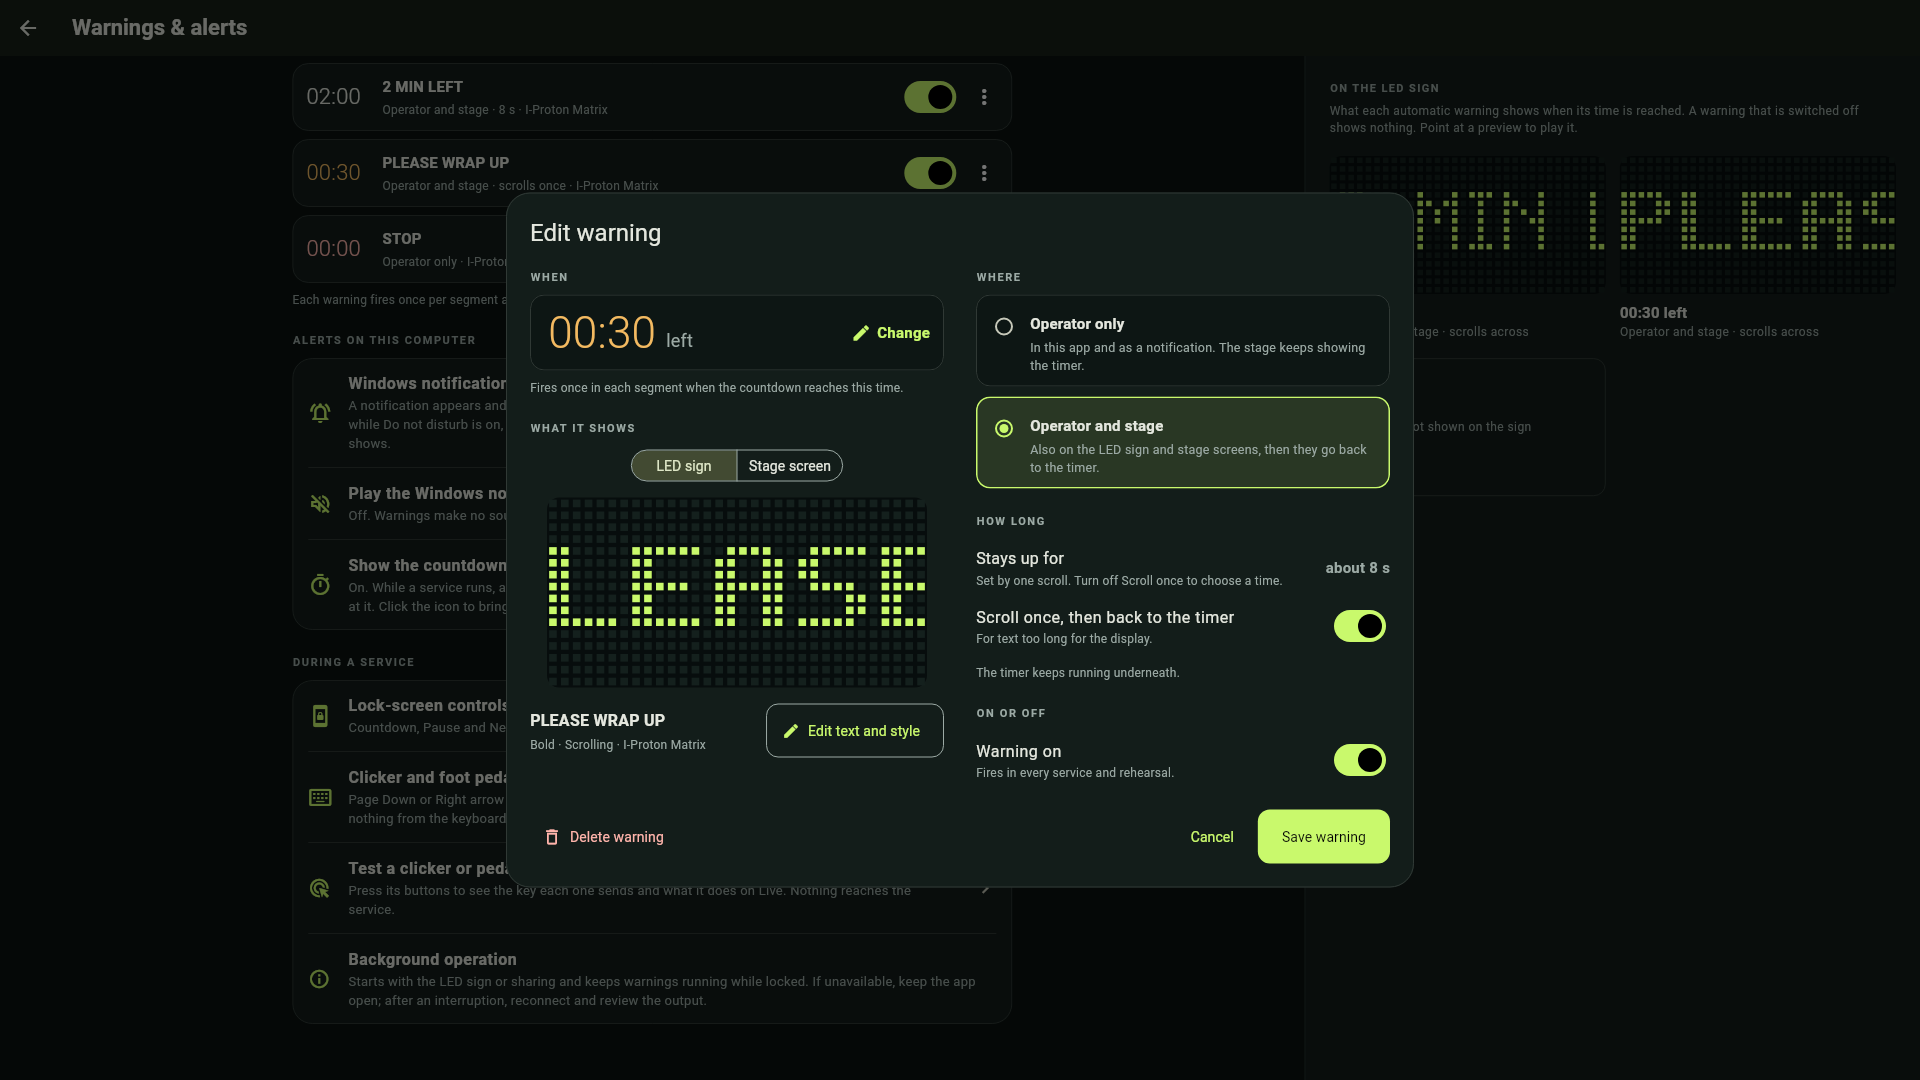 Warnings & alerts
02:00
2 MIN LEFT
Operator and stage · 8 s · I-Proton Matrix
00:30
PLEASE WRAP UP
Operator and stage · scrolls once · I-Proton Matrix
00:00
STOP
Operator only
Each warning fires once per segment
ALERTS ON THIS COMPUTER
Windows
A notification appears and
while Do not disturb is on,
shows.
Play the Windows
Off. Warnings make no
Show the countdown
On. While a service runs,
at it. Click the icon to bring
DURING A SERVICE
Lock-screen controls
Countdown, Pause and
Clicker and foot
Page Down or Right arrow
nothing from the keyboard
Test a clicker or
Press its buttons to see the key each one sends and what it does on Live. Nothing reaches the
service.
Background operation
Starts with the LED sign or sharing and keeps warnings running while locked. If unavailable, keep the app
open; after an interruption, reconnect and review the output.
Edit warning
WHEN
00:30 left
Change
Fires once in each segment when the countdown reaches this time.
WHAT IT SHOWS
LED sign
Stage screen
LEASE
PLEASE WRAP UP
Bold · Scrolling · I-Proton Matrix
Edit text and style
Delete warning
WHERE
Operator only
In this app and as a notification. The stage keeps showing
the timer.
Operator and stage
Also on the LED sign and stage screens, then they go back
to the timer.
HOW LONG
Stays up for
Set by one scroll. Turn off Scroll once to choose a time.
about 8 s
Scroll once, then back to the timer
For text too long for the display.
The timer keeps running underneath.
ON OR OFF
Warning on
Fires in every service and rehearsal.
Cancel
Save warning
ON THE LED SIGN
What each automatic warning shows when its time is reached. A warning that is switched off
shows nothing. Point at a preview to play it.
MIN
PLEAS
00:30 left
· scrolls across
Operator and stage · scrolls across
shown on the sign